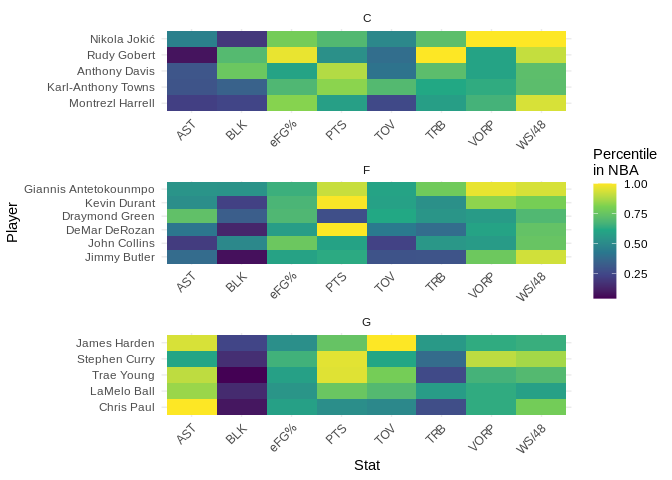 C
Nikola Jokić
Rudy Gobert
Anthony Davis
Karl-Anthony Towns
Montrezl Harrell
AST BLK eFG% PTS TOV TRB VORP WS/48
F
Giannis Antetokounmpo
Kevin Durant
Draymond Green
DeMar DeRozan
John Collins
Jimmy Butler
AST BLK eFG% PTS TOV TRB VORP WS/48
G
James Harden
Stephen Curry
Trae Young
LaMelo Ball
Chris Paul
AST BLK eFG% PTS TOV TRB VORP WS/48
Stat
Player
Percentile
in NBA
1.00
0.75
0.50
0.25